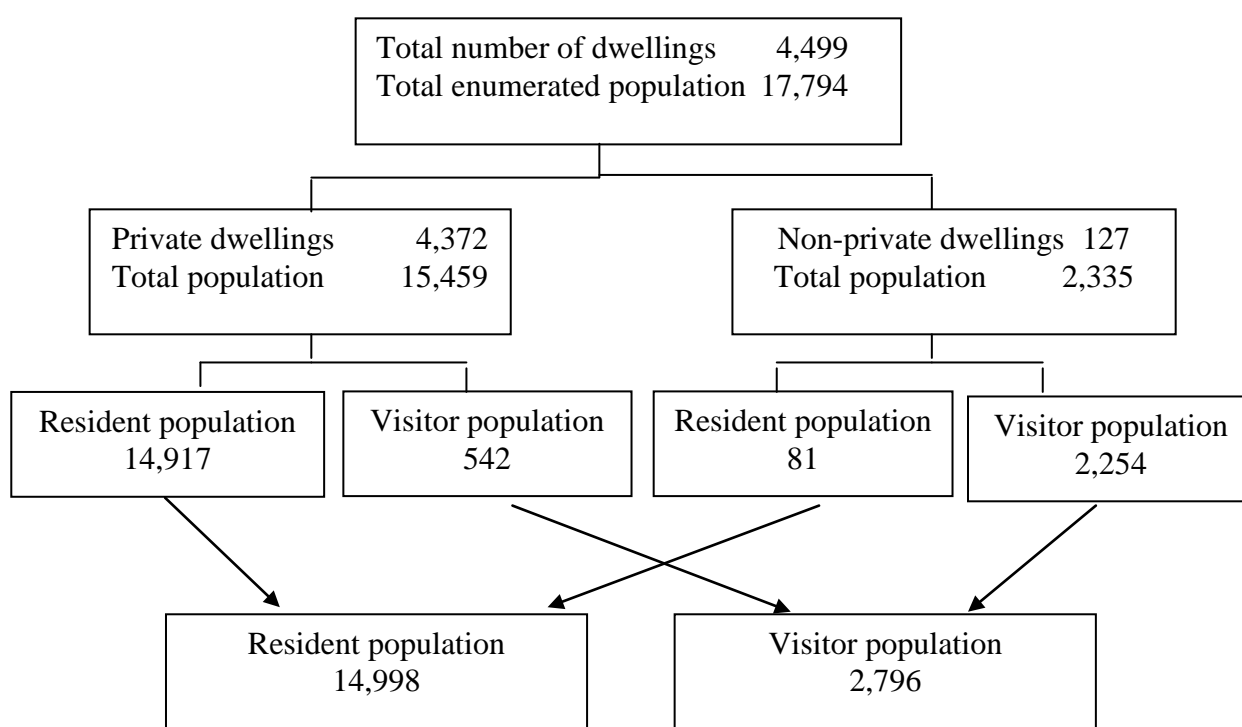 Total number of dwellings 4,499
Total enumerated population 17,794
Private dwellings 4,372
Total population 15,459
Non-private dwellings 127
Total population 2,335
Resident population
14,917
Visitor population
542
Resident population
81
Visitor population
2,254
Resident population
14,998
Visitor population
2,796